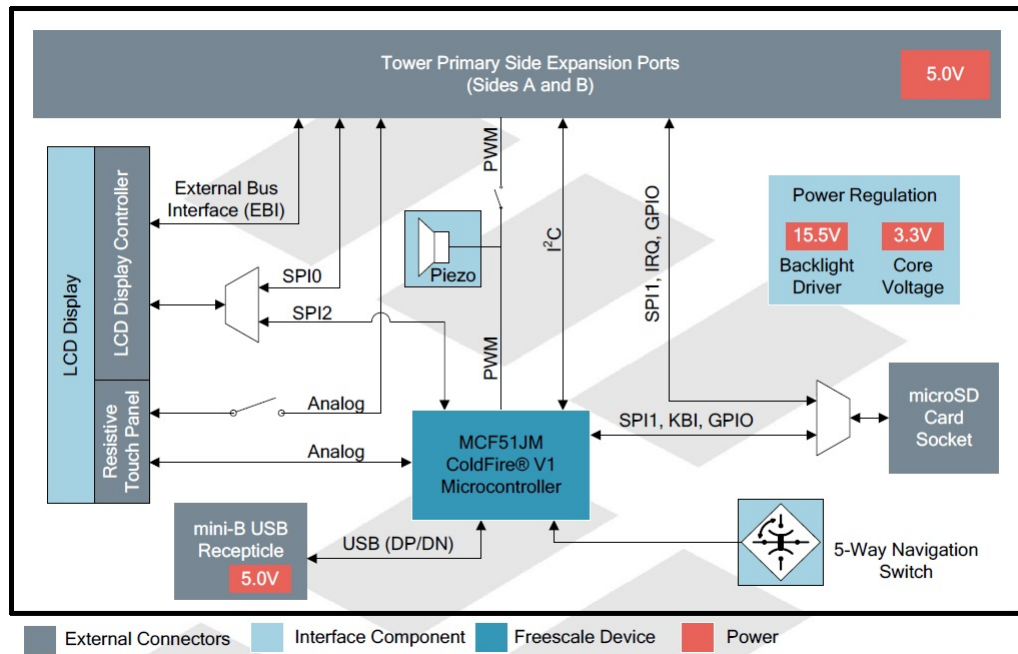 Tower Primary Side Expansion Ports
(Sides A and B)
5.0V
LCD Display
LCD Display Controller
Resistive
Touch Panel
External Bus
Interface (EBI)
SPI0
SPI2
Analog
Analog
PWM
Piezo
PWM
I²C
SPI1, IRQ, GPIO
Power Regulation
15.5V
Backlight
Driver
3.3V
Core
Voltage
MCF51JM
ColdFire® V1
Microcontroller
SPI1, KBI, GPIO
microSD
Card
Socket
mini-B USB
Recepticle
5.0V
USB (DP/DN)
5-Way Navigation
Switch
External Connectors
Interface Component
Freescale Device
Power